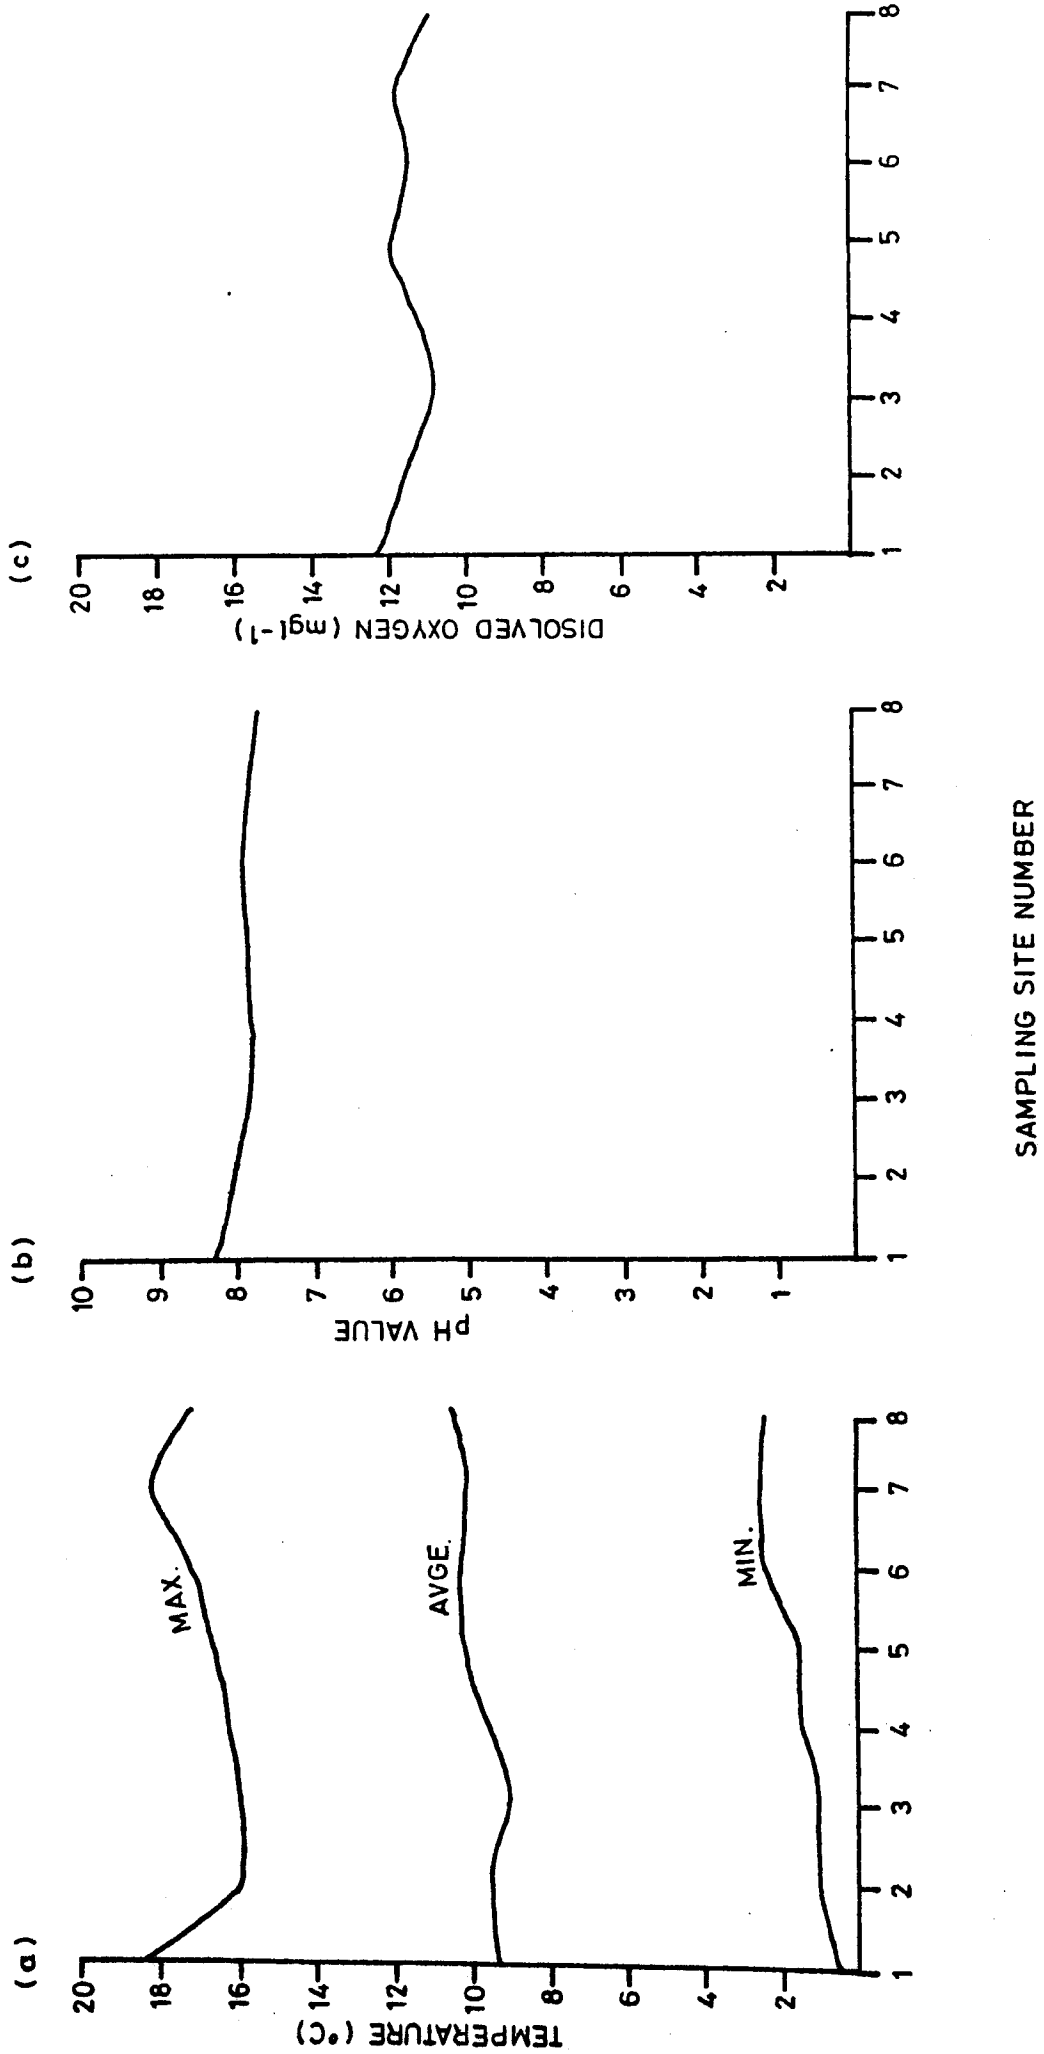 (a)
TEMPERATURE (°C)
20
18
16
14
12
10
8
6
4
2
MAX.
AVGE.
MIN.
1 2 3 4 5 6 7 8
(b)
pH VALUE
10
9
8
7
6
5
4
3
2
1
1 2 3 4 5 6 7 8
(c)
DISOLVED OXYGEN (mgl-1)
20
18
16
14
12
10
8
6
4
2
1 2 3 4 5 6 7 8
SAMPLING SITE NUMBER